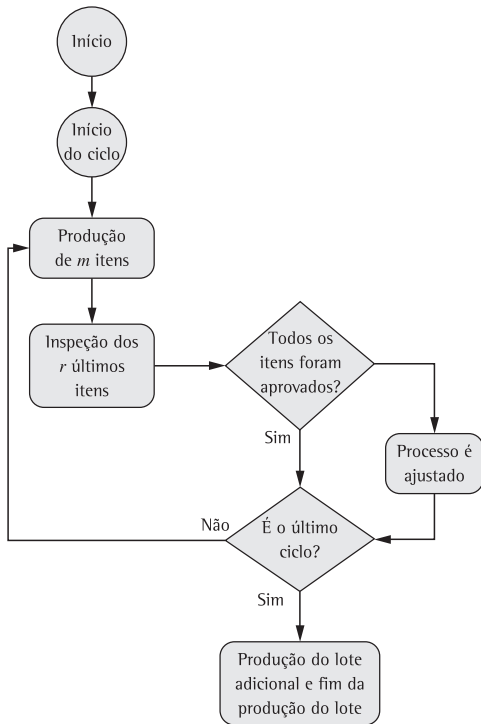 Início
Início
do ciclo
Produção
de m itens
Inspeção dos
r últimos
itens
Todos os
itens foram
aprovados?
Sim
Processo é
ajustado
Não
É o último
ciclo?
Sim
Produção do lote
adicional e fim da
produção do lote